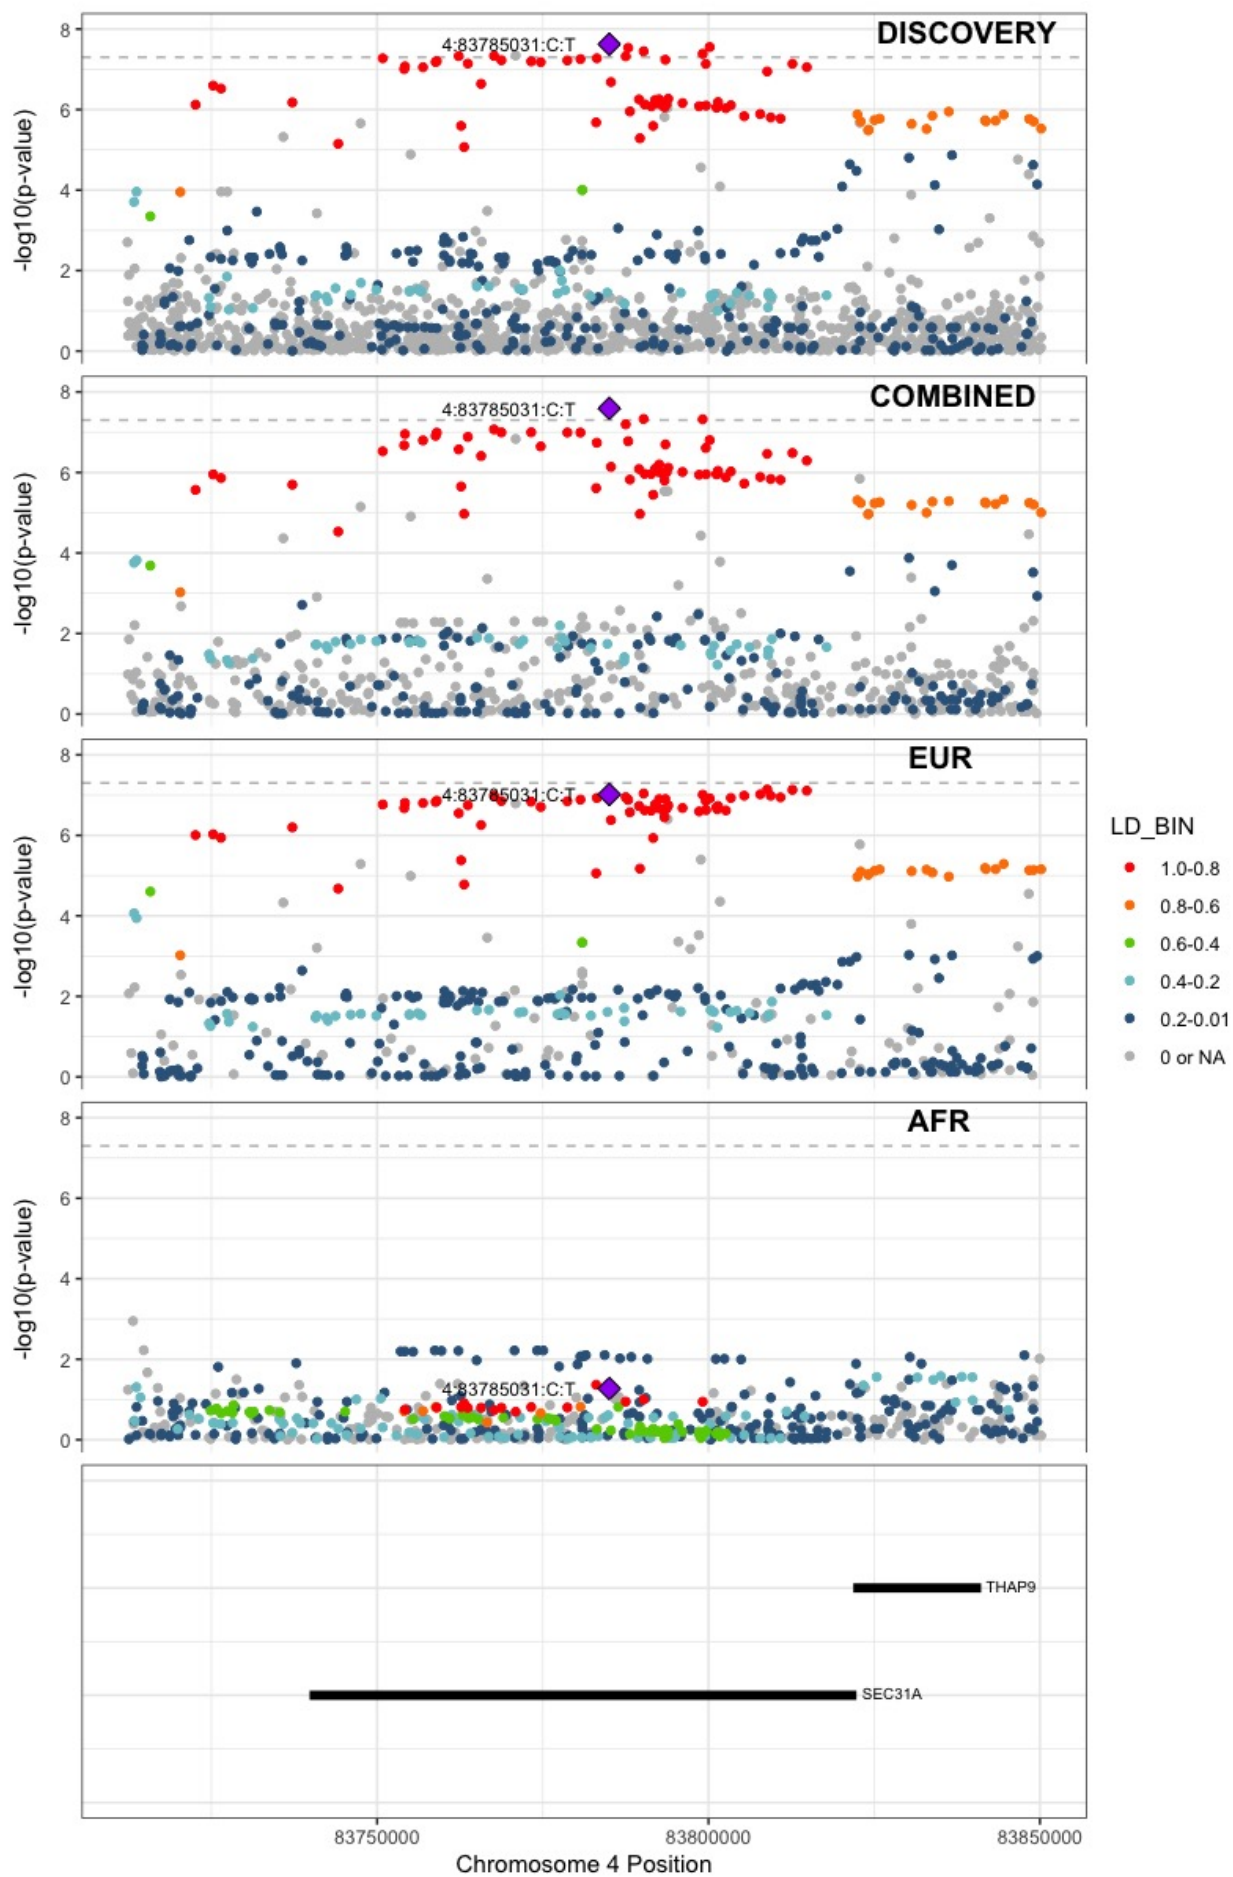 DISCOVERY
4:83785031:C:T
-log10(p-value)
8
6
4
2
0
COMBINED
4:83785031:C:T
-log10(p-value)
8
6
4
2
0
EUR
4:83785031:C:T
-log10(p-value)
8
6
4
2
0
AFR
4:83785031:C:T
-log10(p-value)
8
6
4
2
0
LD_BIN
1.0-0.8
0.8-0.6
0.6-0.4
0.4-0.2
0.2-0.01
0 or NA
THAP9
SEC31A
83750000 83800000 83850000
Chromosome 4 Position